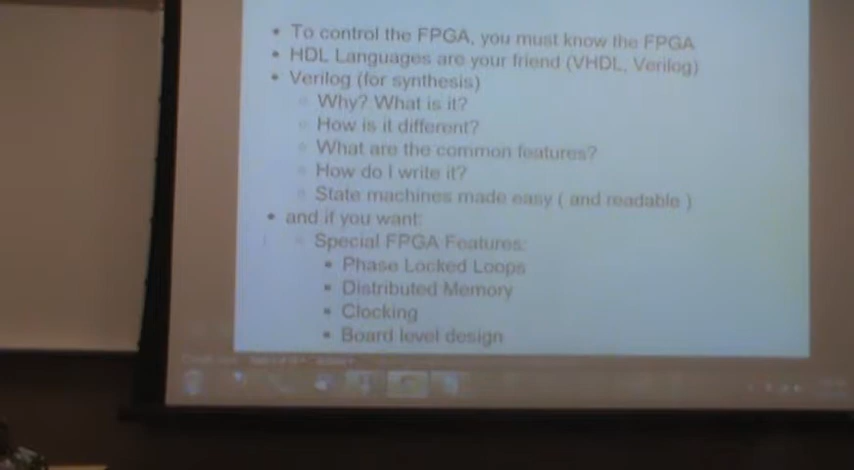 • To control the FPGA, you must know the FPGA
• HDL Languages are your friend (VHDL, Verilog)
• Verilog (for synthesis)
○ Why? What is it?
○ How is it different?
○ What are the common features?
○ How do I write it?
○ State machines made easy ( and readable )
• and if you want:
○ Special FPGA Features:
▪ Phase Locked Loops
▪ Distributed Memory
▪ Clocking
▪ Board level design